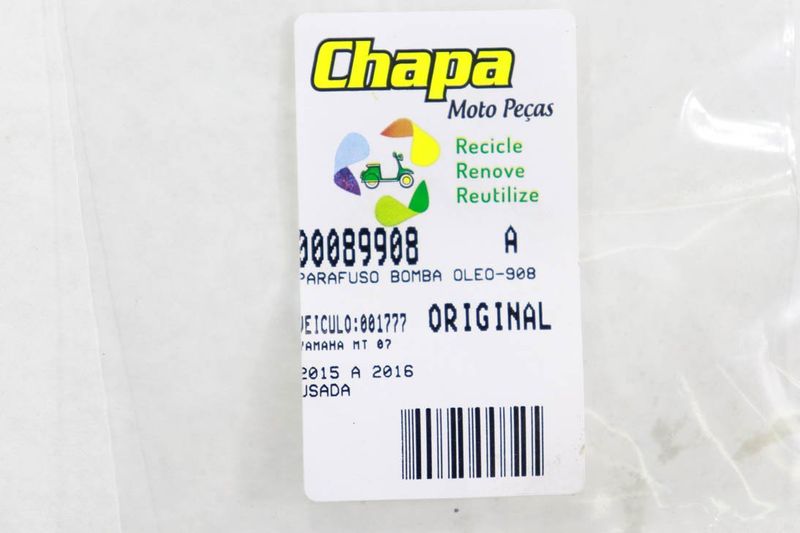 Chapa
Moto Peças
Recicle
Renove
Reutilize
00089908 A
PARAFUSO BOMBA OLEO-908
VEICULO:001777 ORIGINAL
YAMAHA MT 07
2015 A 2016
USADA